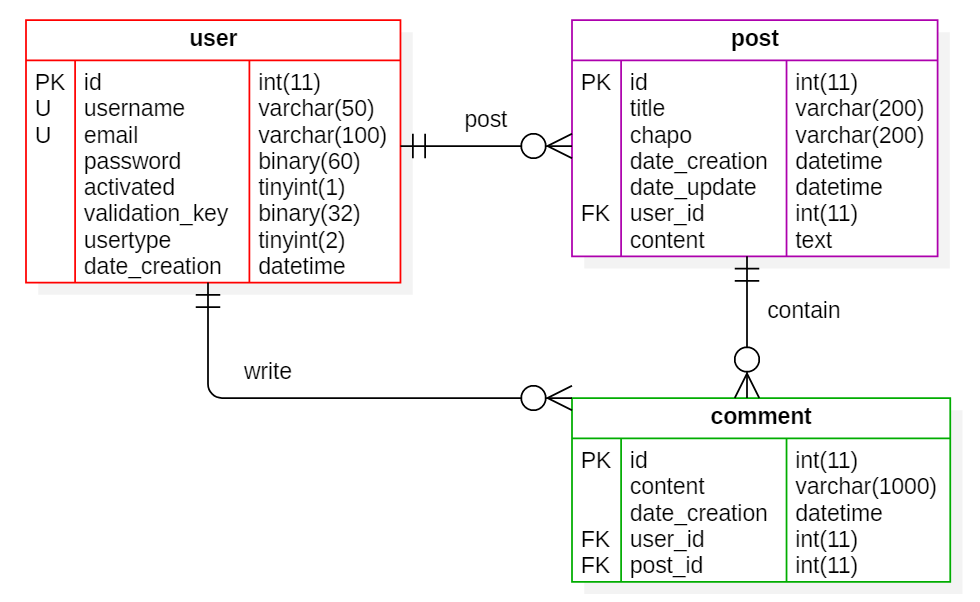 user
PK id int(11)
U username varchar(50)
U email varchar(100)
password binary(60)
activated tinyint(1)
validation_key binary(32)
usertype tinyint(2)
date_creation datetime
post
post
PK id int(11)
title varchar(200)
chapo varchar(200)
date_creation datetime
date_update datetime
FK user_id int(11)
content text
contain
write
comment
PK id int(11)
content varchar(1000)
date_creation datetime
FK user_id int(11)
FK post_id int(11)